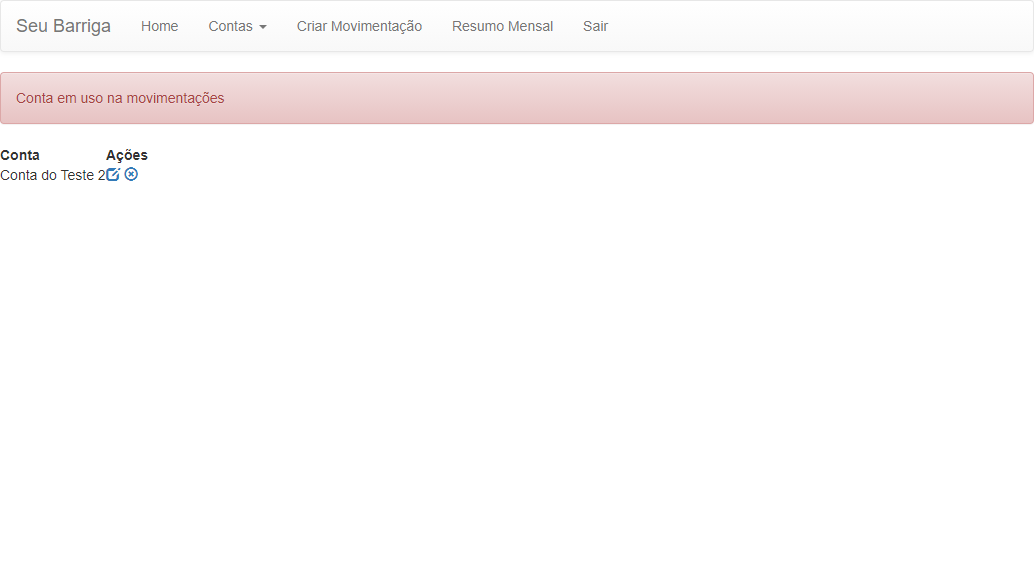 Seu Barriga Home Contas Criar Movimentação Resumo Mensal Sair
Conta em uso na movimentações
Conta Ações
Conta do Teste 2